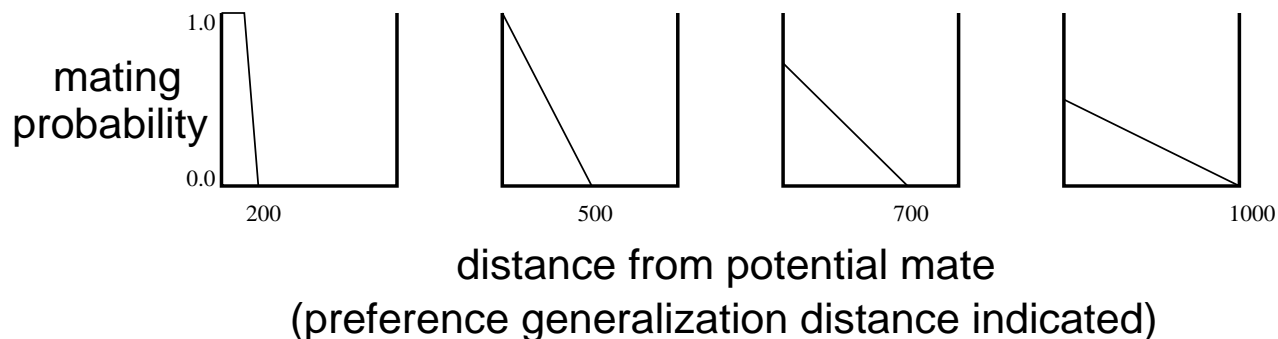 1.0
mating
probability
0.0
200 500 700 1000
distance from potential mate
(preference generalization distance indicated)